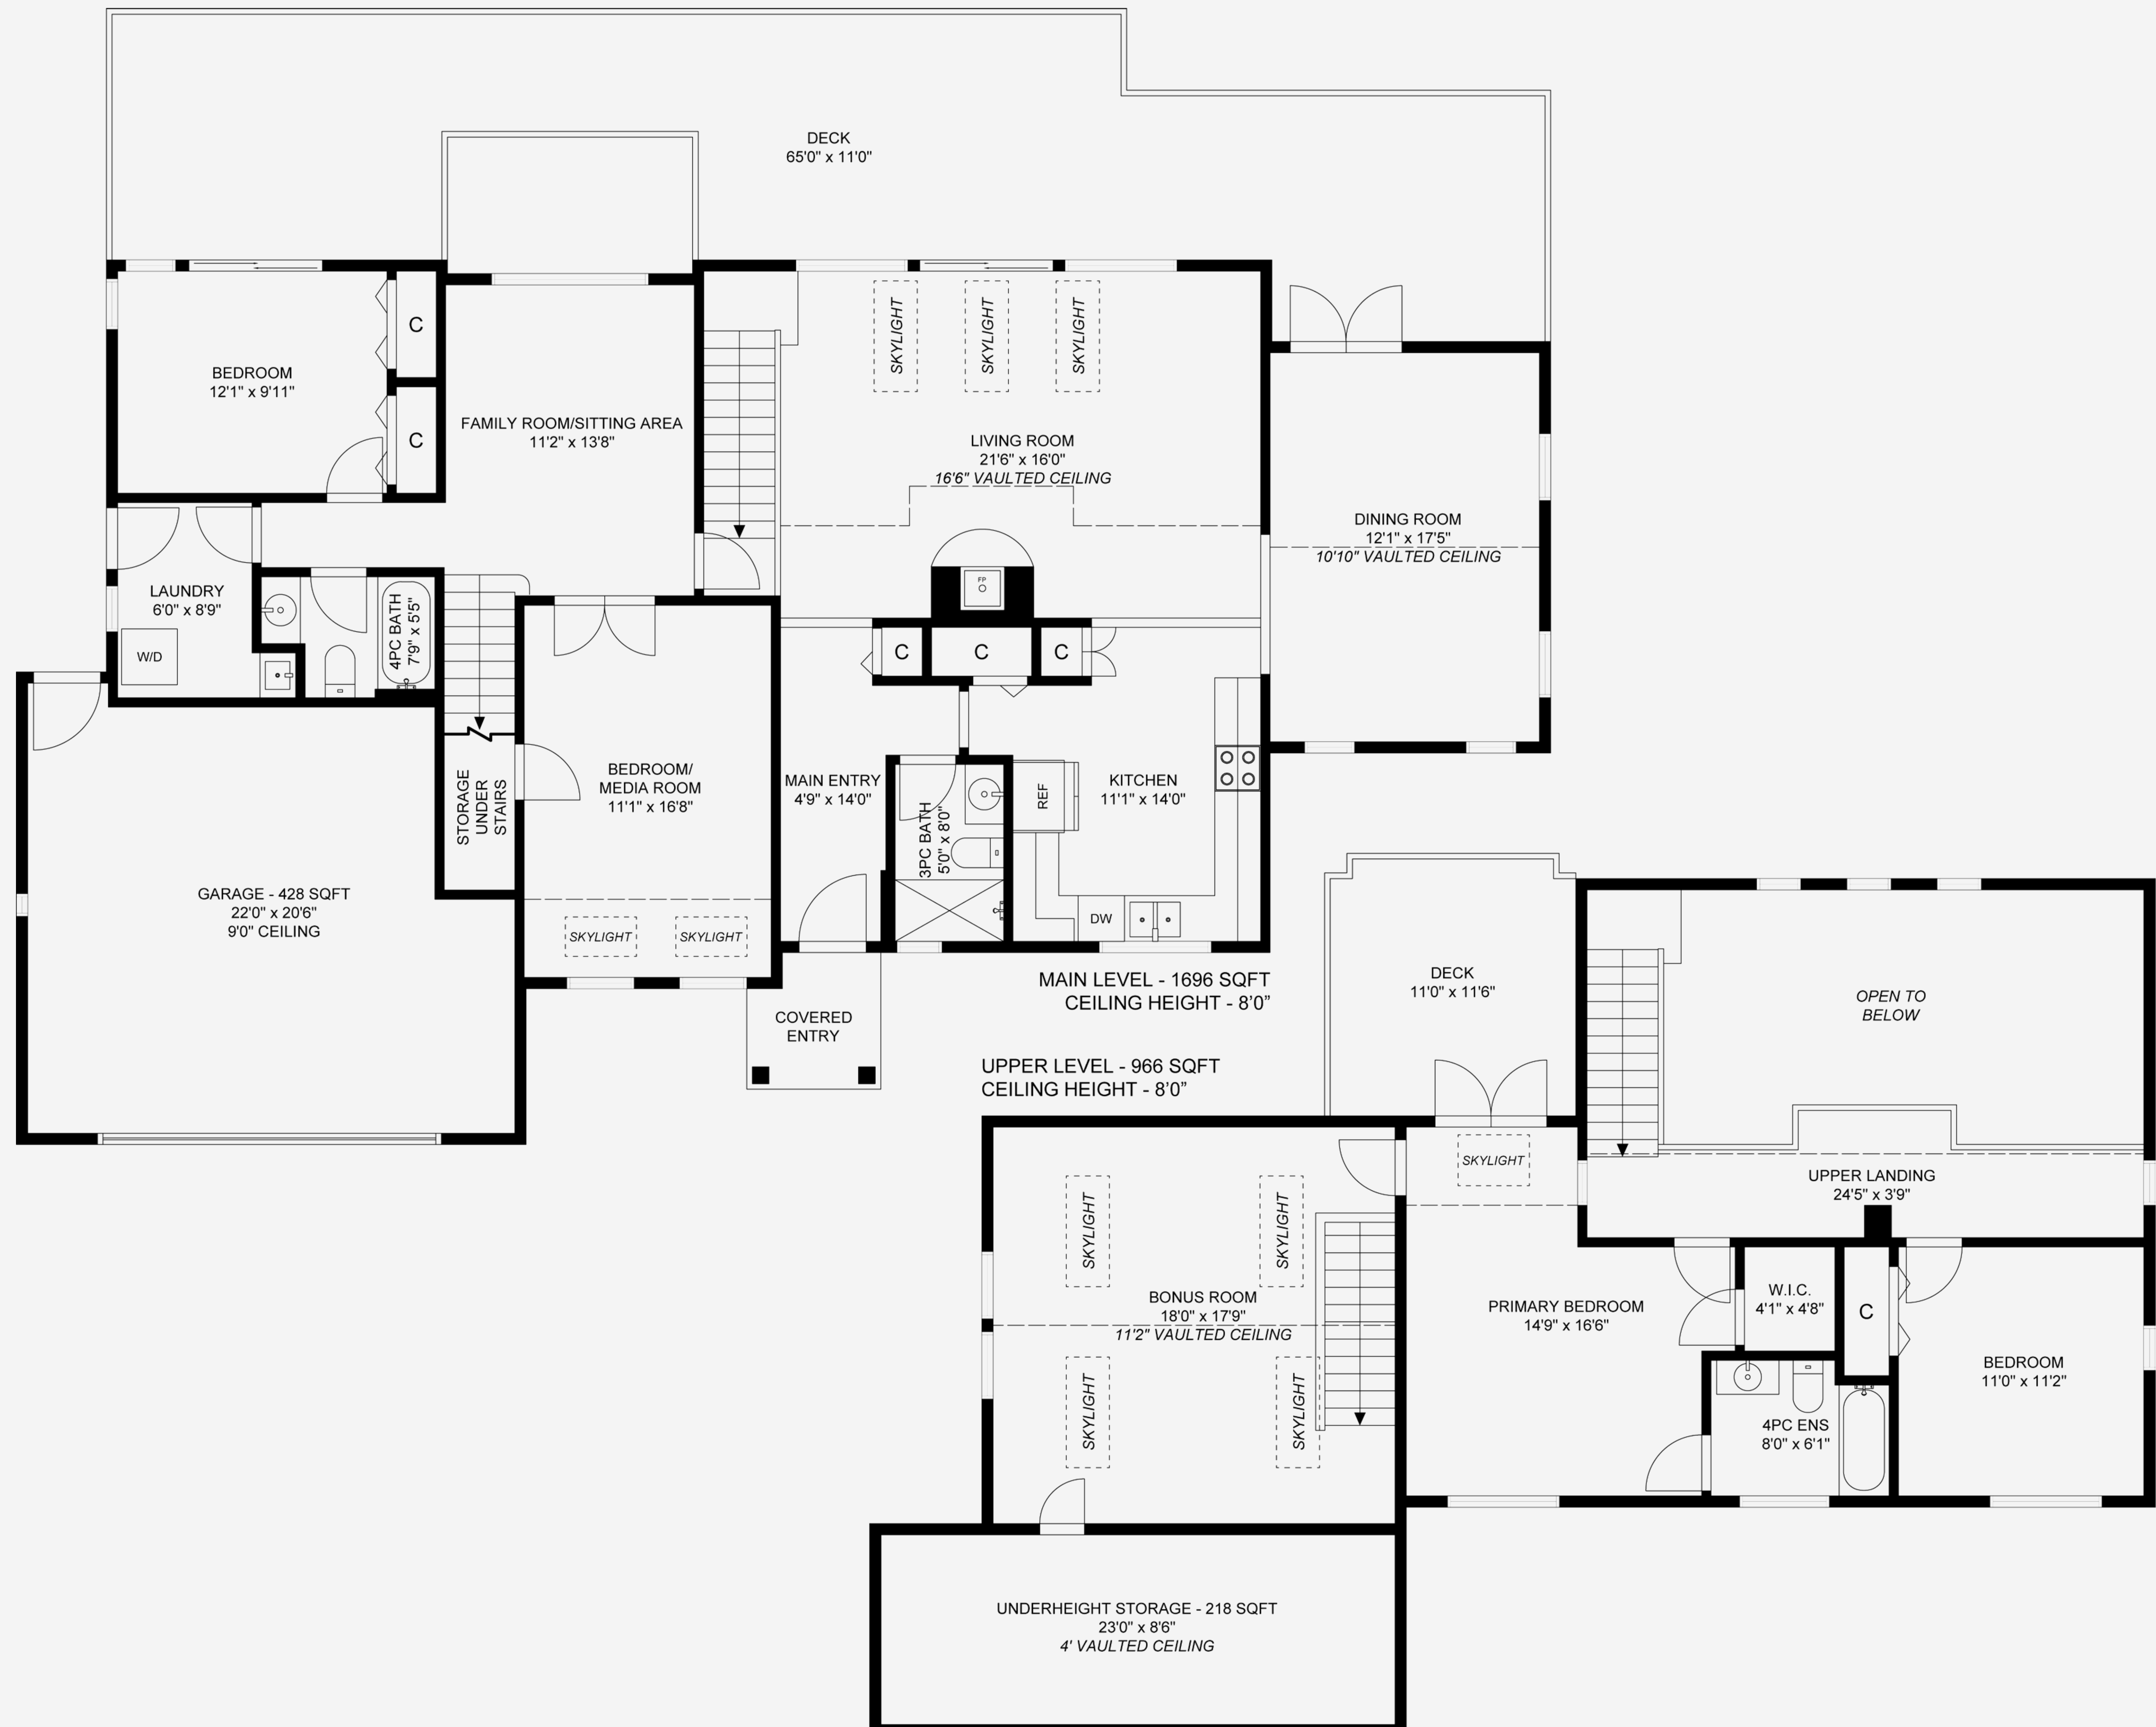 DECK
65'0" x 11'0"
BEDROOM
12'1" x 9'11"
C
C
FAMILY ROOM/SITTING AREA
11'2" x 13'8"
SKYLIGHT
SKYLIGHT
SKYLIGHT
LIVING ROOM
21'6" x 16'0"
16'6" VAULTED CEILING
DINING ROOM
12'1" x 17'5"
10'10" VAULTED CEILING
FP
LAUNDRY
6'0" x 8'9"
W/D
4PC BATH
7'9" x 5'5"
C
C
C
STORAGE
UNDER
STAIRS
BEDROOM/
MEDIA ROOM
11'1" x 16'8"
SKYLIGHT
SKYLIGHT
MAIN ENTRY
4'9" x 14'0"
3PC BATH
5'0" x 8'0"
REF
KITCHEN
11'1" x 14'0"
DW
GARAGE - 428 SQFT
22'0" x 20'6"
9'0" CEILING
COVERED
ENTRY
MAIN LEVEL - 1696 SQFT
CEILING HEIGHT - 8'0”
UPPER LEVEL - 966 SQFT
CEILING HEIGHT - 8'0”
DECK
11'0" x 11'6"
OPEN TO
BELOW
SKYLIGHT
UPPER LANDING
24'5" x 3'9"
SKYLIGHT
SKYLIGHT
BONUS ROOM
18'0" x 17'9"
11'2" VAULTED CEILING
SKYLIGHT
SKYLIGHT
PRIMARY BEDROOM
14'9" x 16'6"
W.I.C.
4'1" x 4'8"
C
BEDROOM
11'0" x 11'2"
4PC ENS
8'0" x 6'1"
UNDERHEIGHT STORAGE - 218 SQFT
23'0" x 8'6"
4' VAULTED CEILING